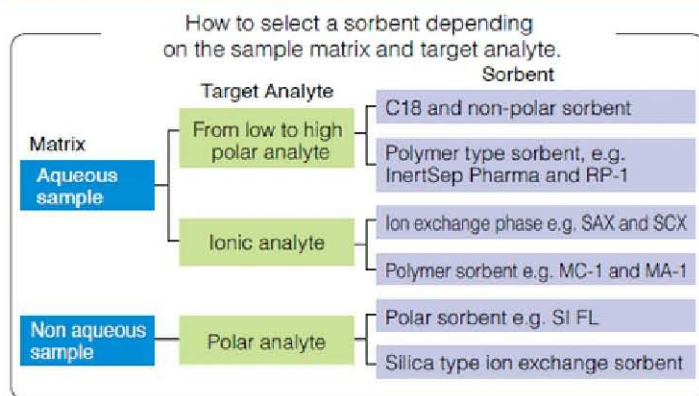 How to select a sorbent depending
on the sample matrix and target analyte.
Sorbent
Target Analyte
Matrix
Aqueous
sample
From low to high
polar analyte
C18 and non-polar sorbent
Polymer type sorbent, e.g.
InertSep Pharma and RP-1
Ionic analyte
Ion exchange phase e.g. SAX and SCX
Polymer sorbent e.g. MC-1 and MA-1
Non aqueous
sample
Polar analyte
Polar sorbent e.g. SI FL
Silica type ion exchange sorbent